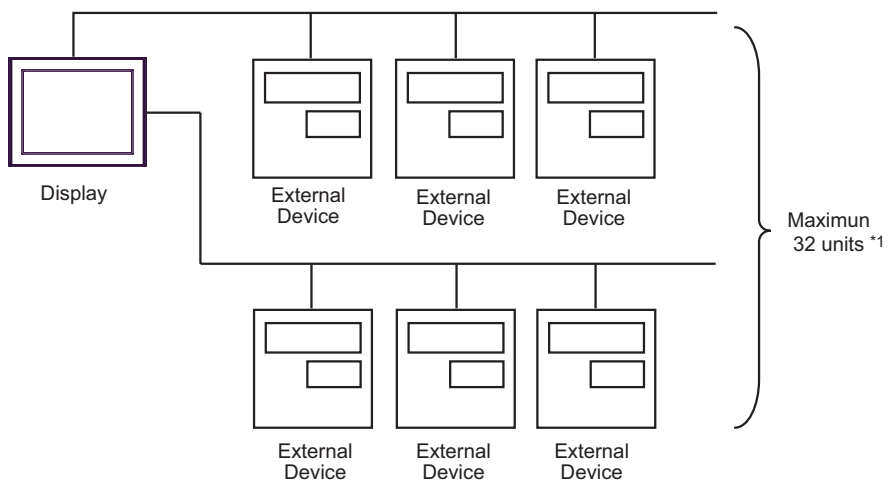 Display
External
Device
External
Device
External
Device
Maximun
32 units *1
External
Device
External
Device
External
Device